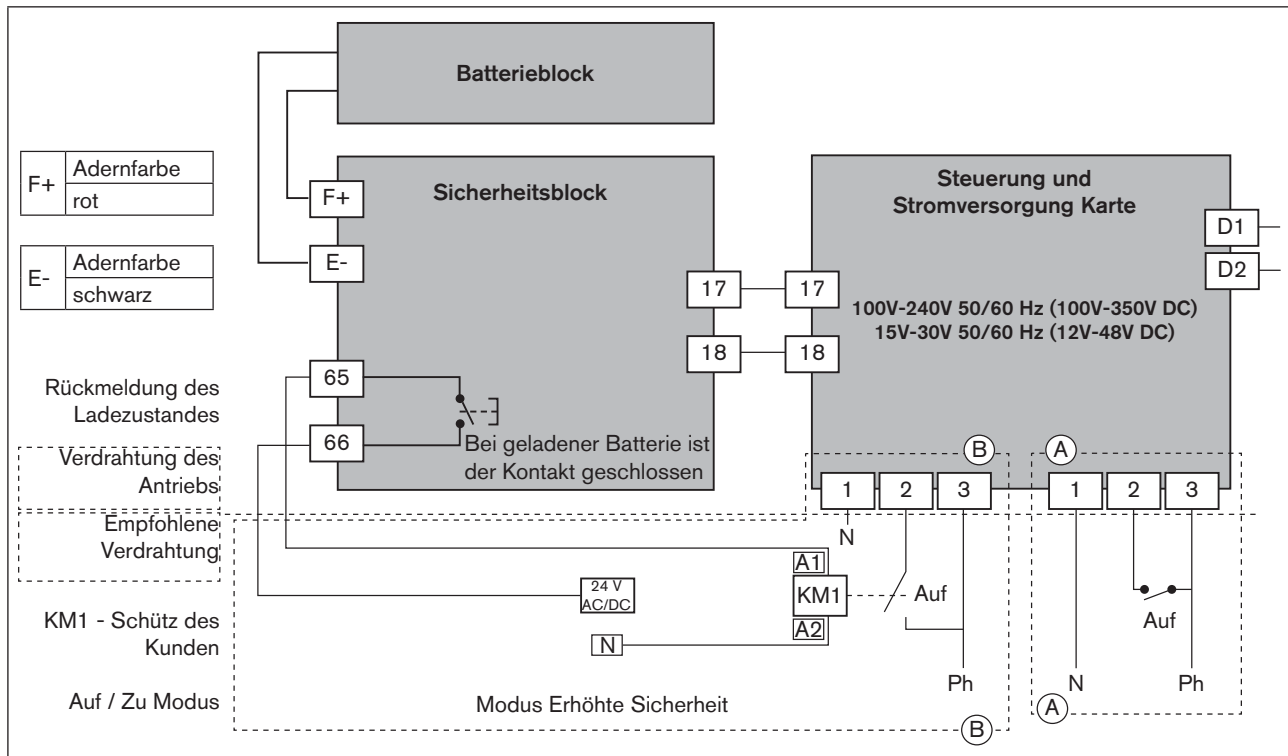 Batterieblock
F+
Adernfarbe
rot
E-
Adernfarbe
schwarz
F+
E-
Sicherheitsblock
17
18
17
18
Steuerung und
Stromversorgung Karte
D1
D2
100V-240V 50/60 Hz (100V-350V DC)
15V-30V 50/60 Hz (12V-48V DC)
Rückmeldung des
Ladezustandes
65
66
Bei geladener Batterie ist
der Kontakt geschlossen
Verdrahtung des
Antriebs
Empfohlene
Verdrahtung
B
A
1
2
3
1
2
3
N
A1
KM1
A2
Auf
Auf
24 V
AC/DC
N
KM1 - Schütz des
Kunden
Ph
N
Ph
Auf / Zu Modus
Modus Erhöhte Sicherheit
B
A